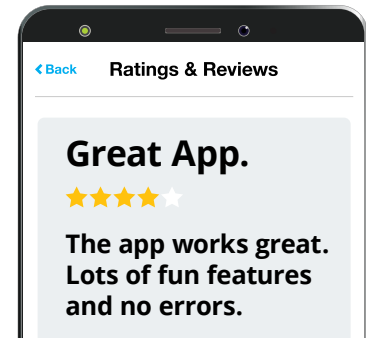 Back Ratings & Reviews
Great App.
The app works great.
Lots of fun features
and no errors.